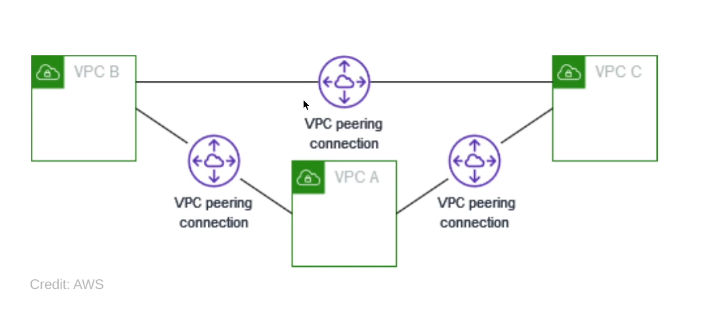 VPC B
VPC C
VPC peering
connection
VPC A
VPC peering
connection
VPC peering
connection
Credit: AWS